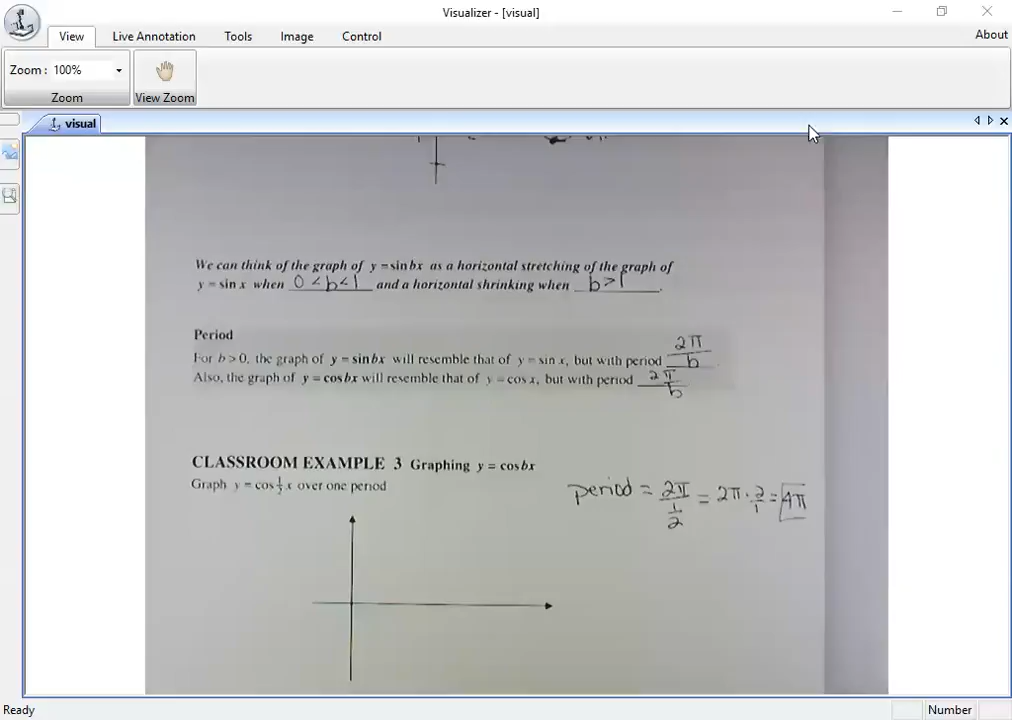 Visualizer - [visual]
View Live Annotation Tools Image Control About
Zoom : 100%
Zoom View Zoom
visual
We can think of the graph of y = sin bx as a horizontal stretching of the graph of
y = sin x when 0 < b < 1 and a horizontal shrinking when b > 1.
Period
For b > 0, the graph of y = sin bx will resemble that of y = sin x, but with period 2π/b
Also, the graph of y = cos bx will resemble that of y = cos x, but with period 2π/b
CLASSROOM EXAMPLE 3 Graphing y = cos bx
Graph y = cos 1/2 x over one period
period = 2π/(1/2) = 2π · 2/1 = 4π
Ready Number